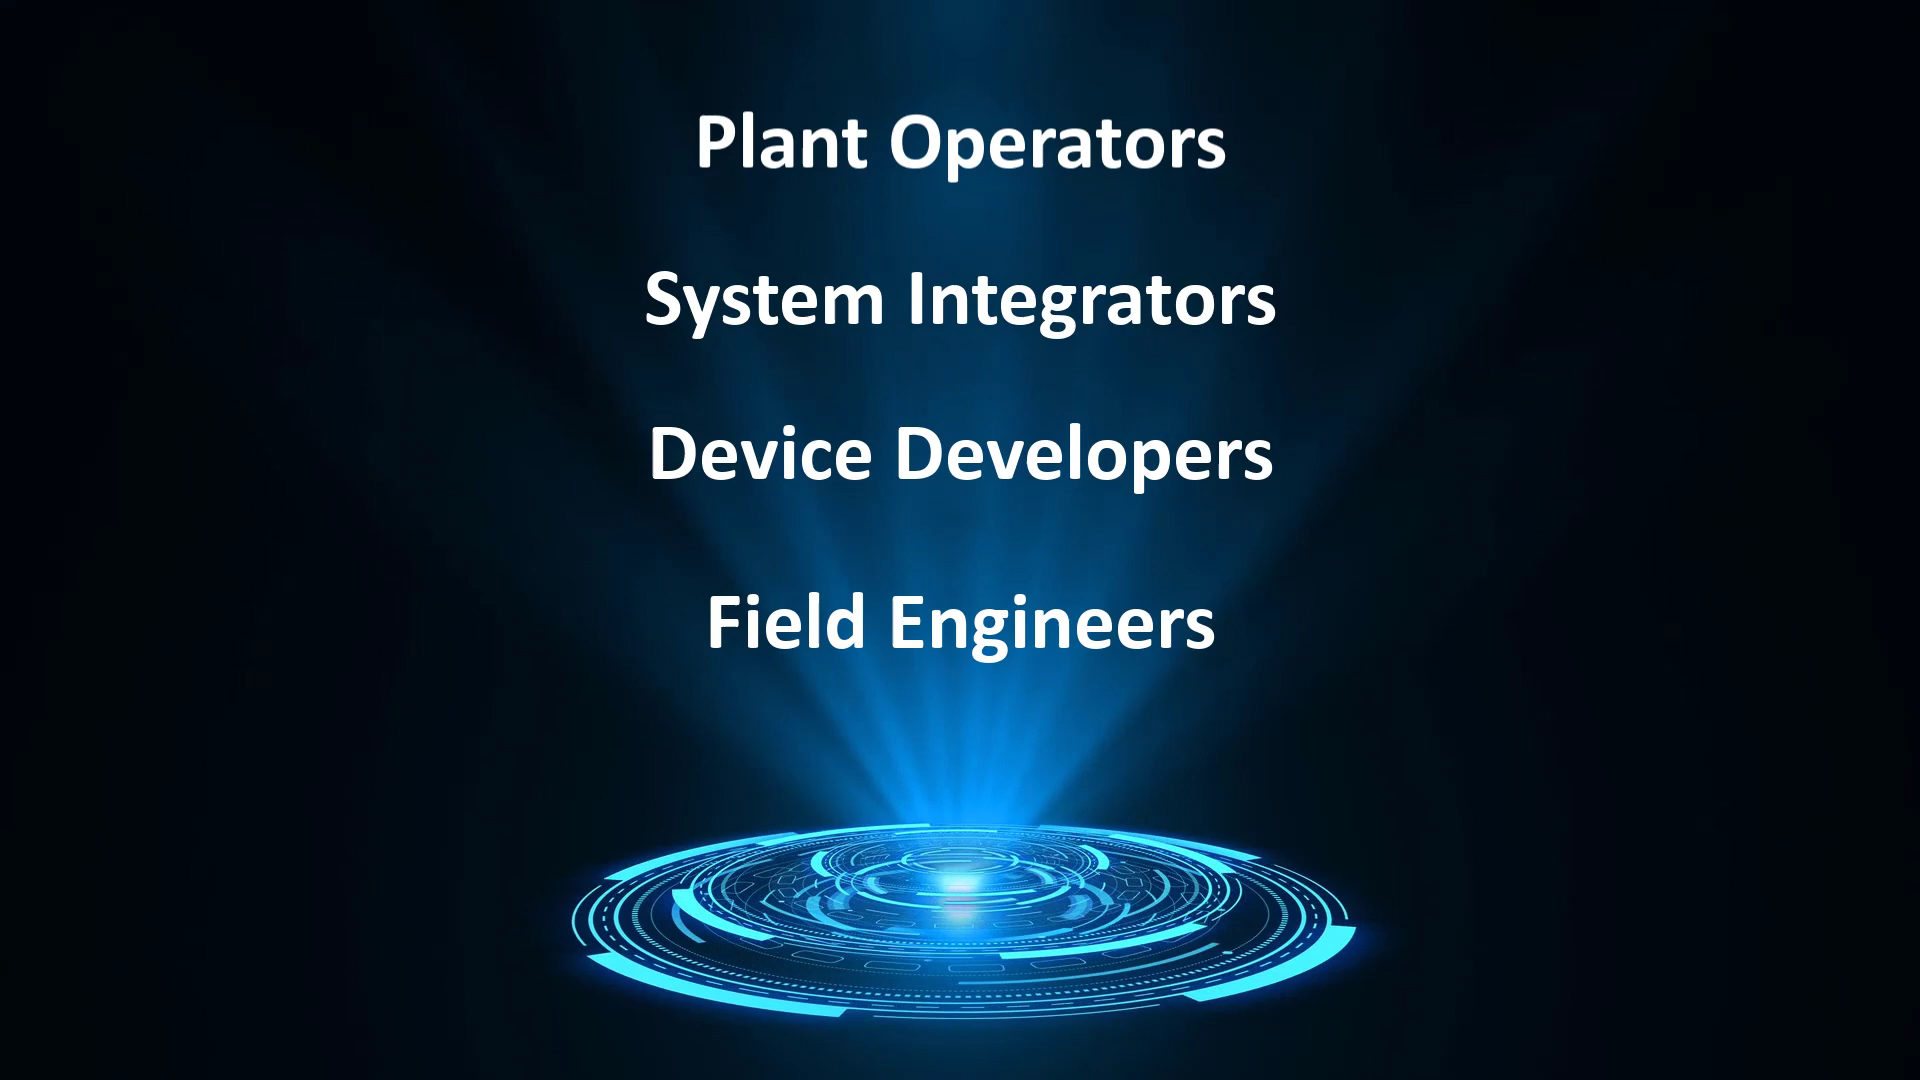 Plant Operators
System Integrators
Device Developers
Field Engineers